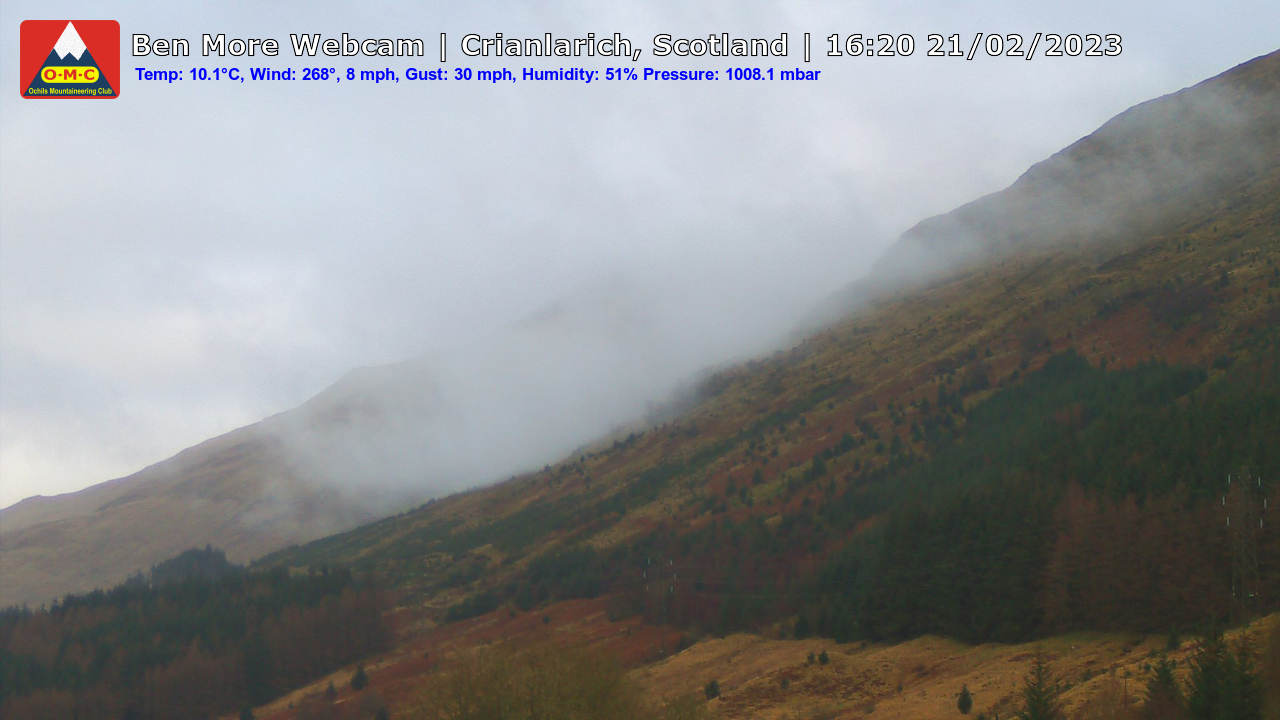 Ben More Webcam | Crianlarich, Scotland | 16:20 21/02/2023
Temp: 10.1°C, Wind: 268°, 8 mph, Gust: 30 mph, Humidity: 51% Pressure: 1008.1 mbar
O·M·C
Ochils Mountaineering Club